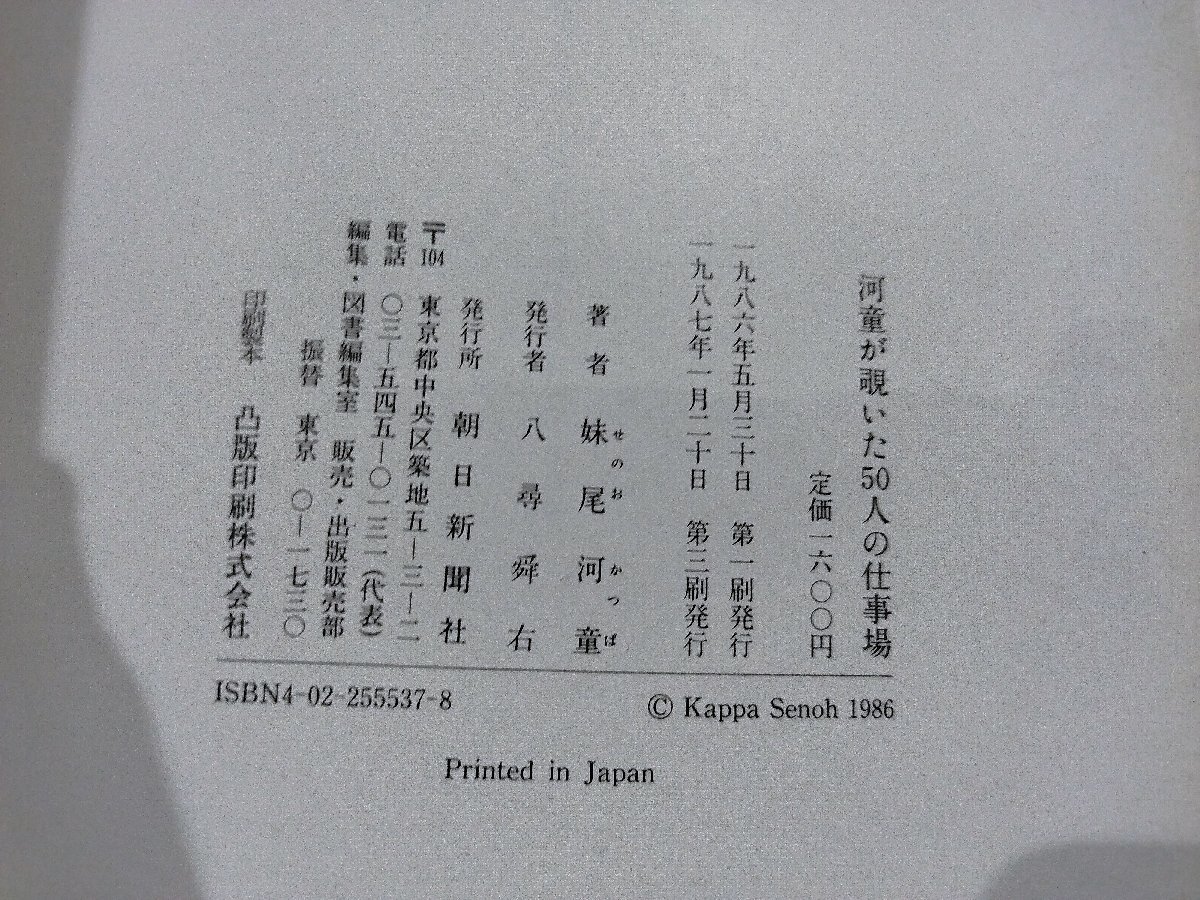 河童が覗いた50人の仕事場
定価一六〇〇円
一九八六年五月三十日 第一刷発行
一九八七年一月二十日 第三刷発行
著者 妹尾河童
せのお かっぱ
発行者 八尋舜右
発行所 朝日新聞社
〒104 東京都中央区築地五―三―二
電話 〇三―五四五―〇一三一(代表)
編集・図書編集室 販売・出版販売部
振替 東京 〇―一七三〇
印刷製本 凸版印刷株式会社
ISBN4-02-255537-8
© Kappa Senoh 1986
Printed in Japan